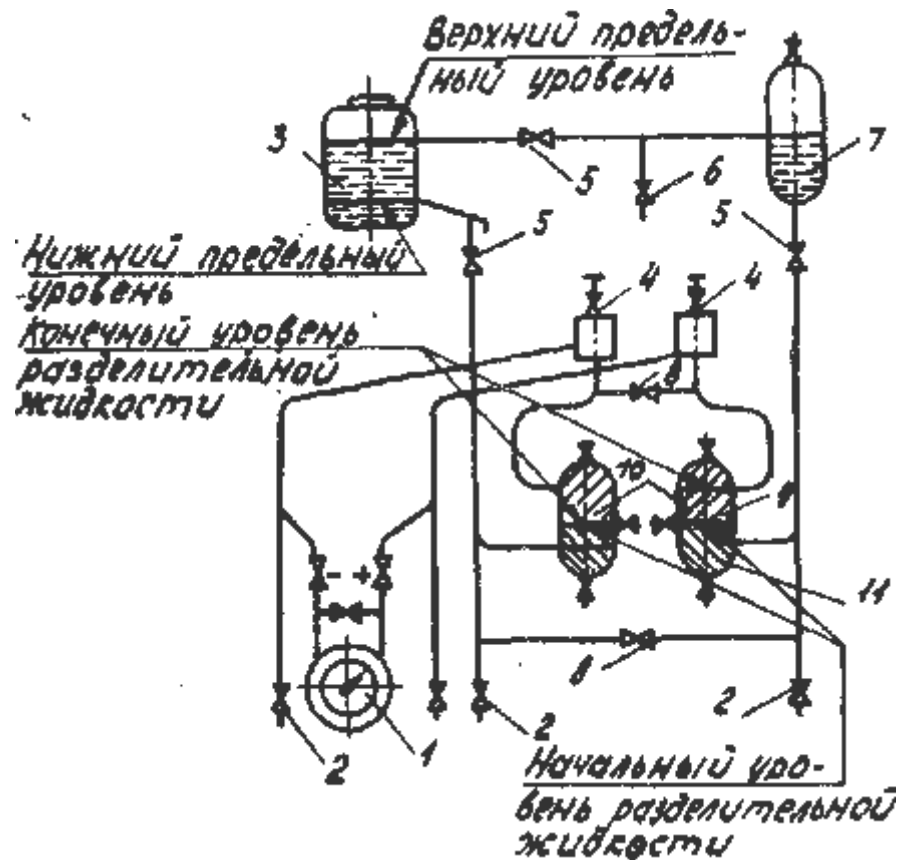 Верхний предель-
ный уровень
3
7
5
6
5
5
Нижний предельный
уровень
4
4
Конечный уровень
разделительной
жидкости
8
10
9
- +
11
8
2
1
2
2
Начальный уро-
вень разделительной
жидкости